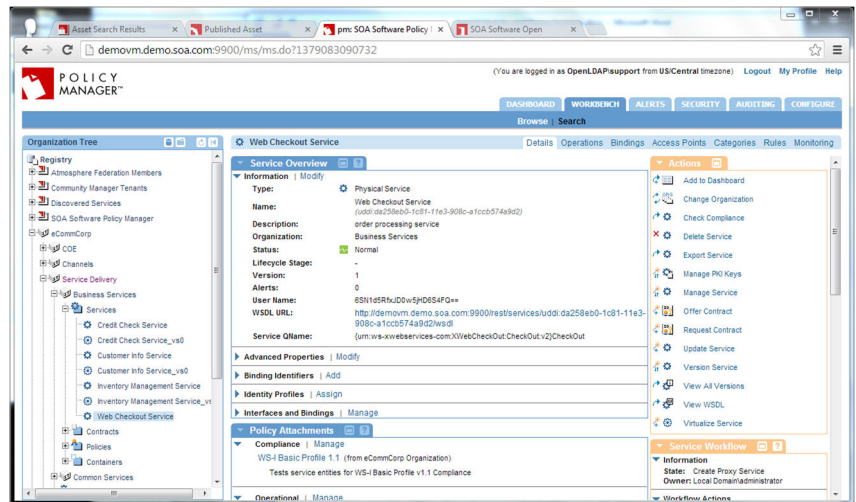 Asset Search Results
Published Asset
pm: SOA Software Policy
SOA Software Open
demovm.demo.soa.com:9900/ms/ms.do?1379083090732
POLICY
MANAGER™
(You are logged in as OpenLDAP\support from US/Central timezone) Logout My Profile Help
DASHBOARD WORKBENCH ALERTS SECURITY AUDITING CONFIGURE
Browse | Search
Organization Tree
Registry
Atmosphere Federation Members
Community Manager Tenants
Discovered Services
SOA Software Policy Manager
eCommCorp
COE
Channels
Service Delivery
Business Services
Services
Credit Check Service
Credit Check Service_vs0
Customer Info Service
Customer Info Service_vs0
Inventory Management Service
Inventory Management Service_vs
Web Checkout Service
Contracts
Policies
Containers
Common Services
Web Checkout Service
Details Operations Bindings Access Points Categories Rules Monitoring
Service Overview
Information | Modify
Type: Physical Service
Name: Web Checkout Service
(uddi:da258eb0-1c81-11e3-908c-a1ccb574a9d2)
Description: order processing service
Organization: Business Services
Status: Normal
Lifecycle Stage: -
Version: 1
Alerts: 0
User Name: 6SN1d5RfxJD0w5jHD6S4FQ==
WSDL URL: http://demovm.demo.soa.com:9900/rest/services/uddi:da258eb0-1c81-11e3-
908c-a1ccb574a9d2/wsdl
Service QName: {urn:ws-xwebservices-com:XWebCheckOut:CheckOut:v2}CheckOut
Advanced Properties | Modify
Binding Identifiers | Add
Identity Profiles | Assign
Interfaces and Bindings | Manage
Policy Attachments
Compliance | Manage
WS-I Basic Profile 1.1 (from eCommCorp Organization)
Tests service entities for WS-I Basic Profile v1.1 Compliance
Operational | Manage
Actions
Add to Dashboard
Change Organization
Check Compliance
Delete Service
Export Service
Manage PKI Keys
Manage Service
Offer Contract
Request Contract
Update Service
Version Service
View All Versions
View WSDL
Virtualize Service
Service Workflow
Information
State: Create Proxy Service
Owner: Local Domain\administrator
Workflow Actions